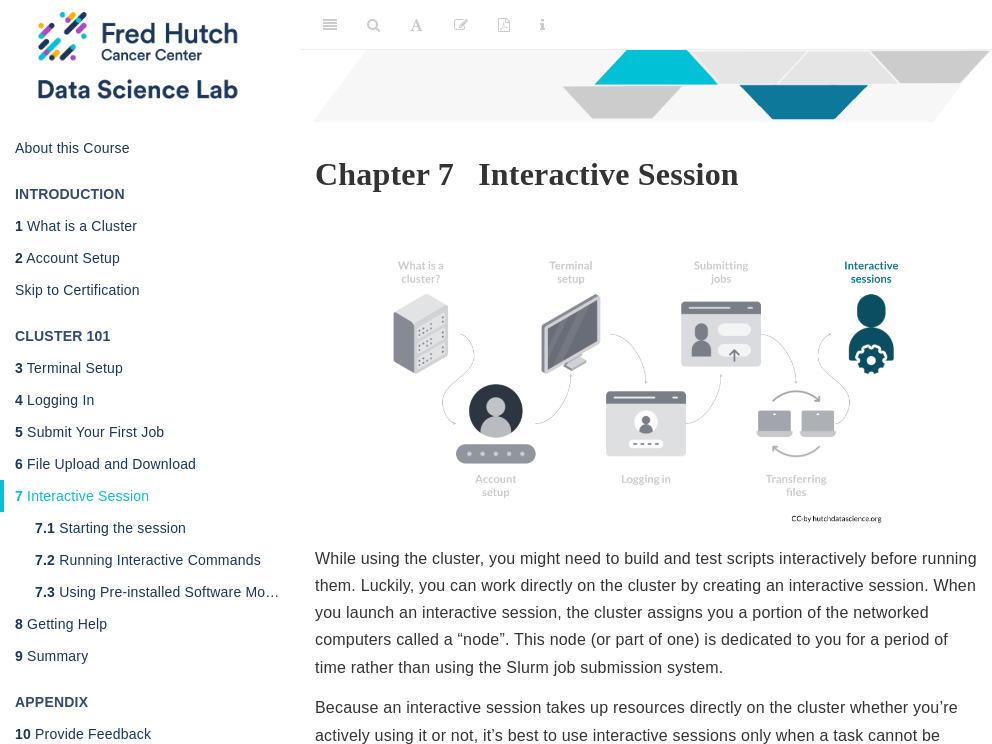 Fred Hutch
Cancer Center
Data Science Lab
About this Course
INTRODUCTION
1 What is a Cluster
2 Account Setup
Skip to Certification
CLUSTER 101
3 Terminal Setup
4 Logging In
5 Submit Your First Job
6 File Upload and Download
7 Interactive Session
7.1 Starting the session
7.2 Running Interactive Commands
7.3 Using Pre-installed Software Mo…
8 Getting Help
9 Summary
APPENDIX
10 Provide Feedback
A
Chapter 7 Interactive Session
What is a
cluster?
Terminal
setup
Submitting
jobs
Interactive
sessions
Account
setup
Logging in
Transferring
files
CC-by hutchdatascience.org
While using the cluster, you might need to build and test scripts interactively before running
them. Luckily, you can work directly on the cluster by creating an interactive session. When
you launch an interactive session, the cluster assigns you a portion of the networked
computers called a “node”. This node (or part of one) is dedicated to you for a period of
time rather than using the Slurm job submission system.
Because an interactive session takes up resources directly on the cluster whether you’re
actively using it or not, it’s best to use interactive sessions only when a task cannot be